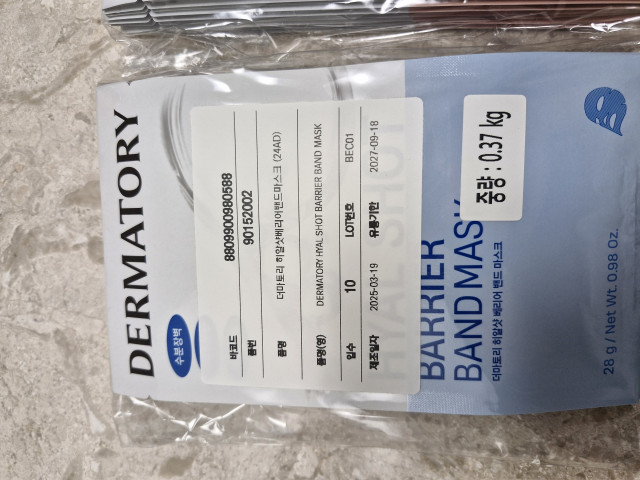 DERMATORY
수분장벽
바코드 8809900980588
품번 90152002
품명 더마토리 히알샷베리어밴드마스크 (24AD)
품명(영) DERMATORY HYAL SHOT BARRIER BAND MASK
입수 10 LOT번호 BEC01
제조일자 2025-03-19 유통기한 2027-09-18
중량 : 0.37 kg
HYAL SHOT
BARRIER
BAND MASK
더마토리 히알샷 베리어 밴드 마스크
28 g / Net Wt. 0.98 Oz.